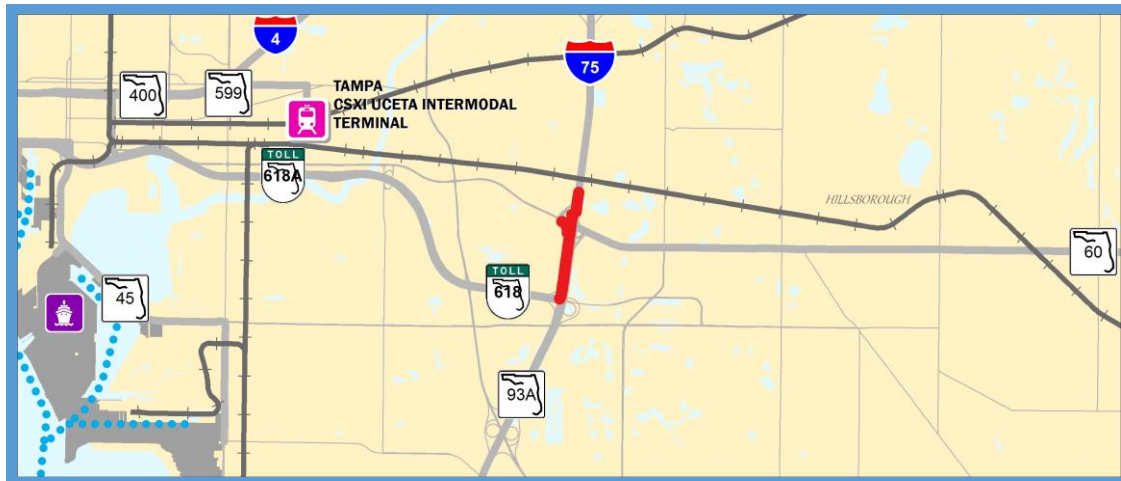 4
75
400
599
TAMPA
CSXI UCETA INTERMODAL
TERMINAL
TOLL
618A
HILLSBOROUGH
60
TOLL
618
45
93A